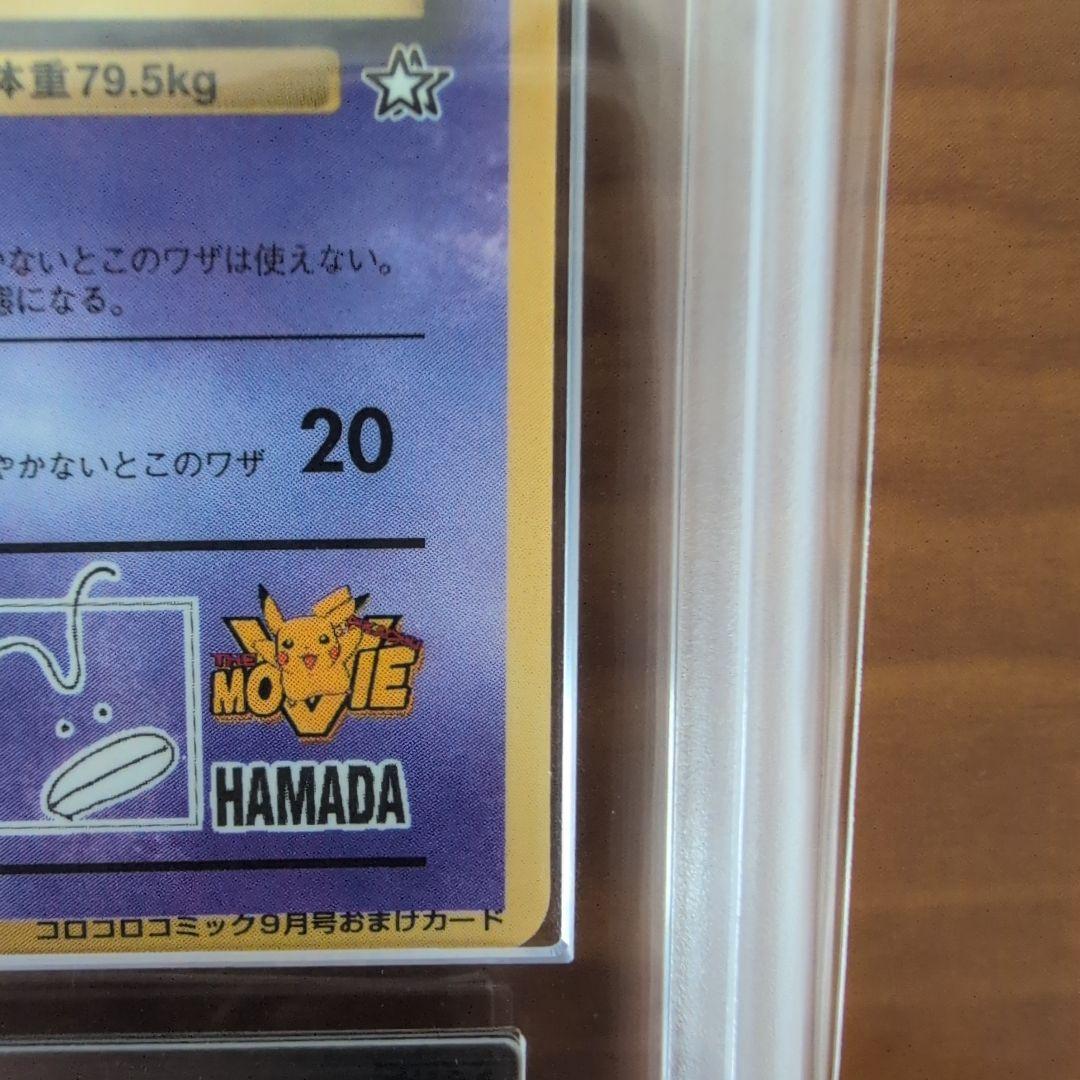 体重79.5kg
かないとこのワザは使えない。
態になる。
やかないとこのワザ 20
THE MOVIE
HAMADA
コロコロコミック9月号おまけカード